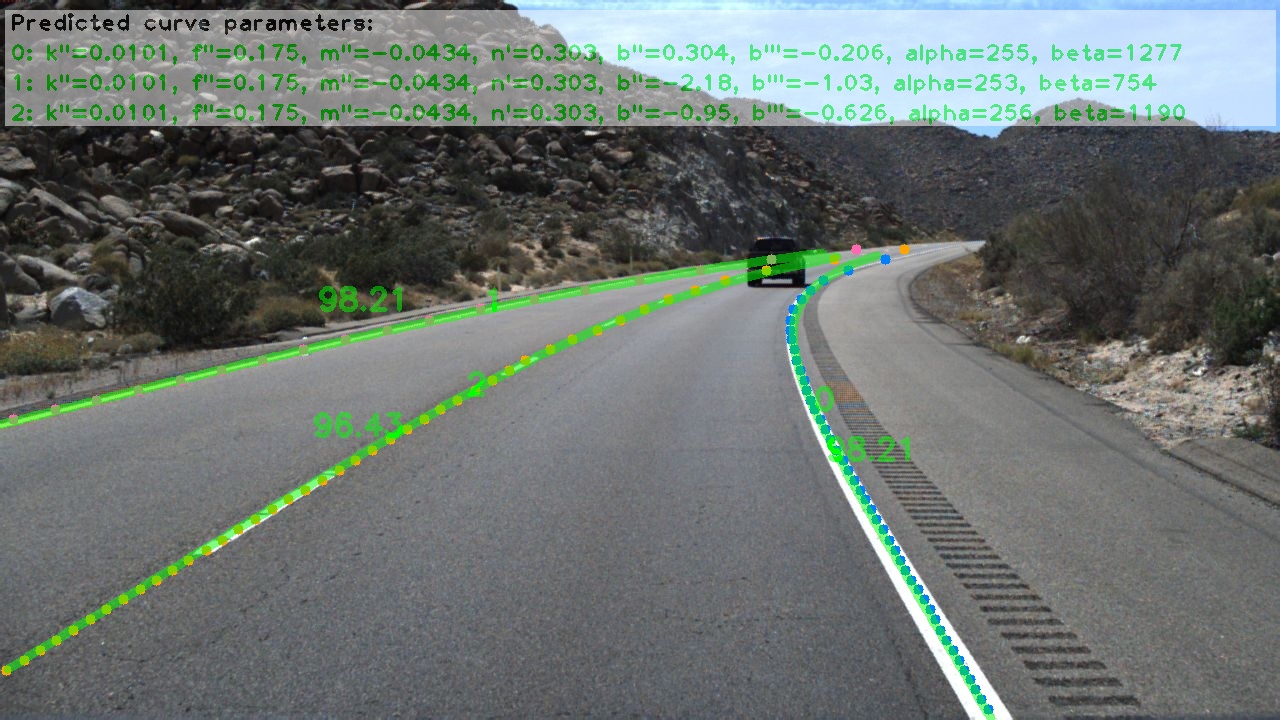 Predicted curve parameters:
0: k''=0.0101, f''=0.175, m''=-0.0434, n'=0.303, b''=0.304, b'''=-0.206, alpha=255, beta=1277
1: k''=0.0101, f''=0.175, m''=-0.0434, n'=0.303, b''=-2.18, b'''=-1.03, alpha=253, beta=754
2: k''=0.0101, f''=0.175, m''=-0.0434, n'=0.303, b''=-0.95, b'''=-0.626, alpha=256, beta=1190
98.21 1
2
0
96.43
98.21